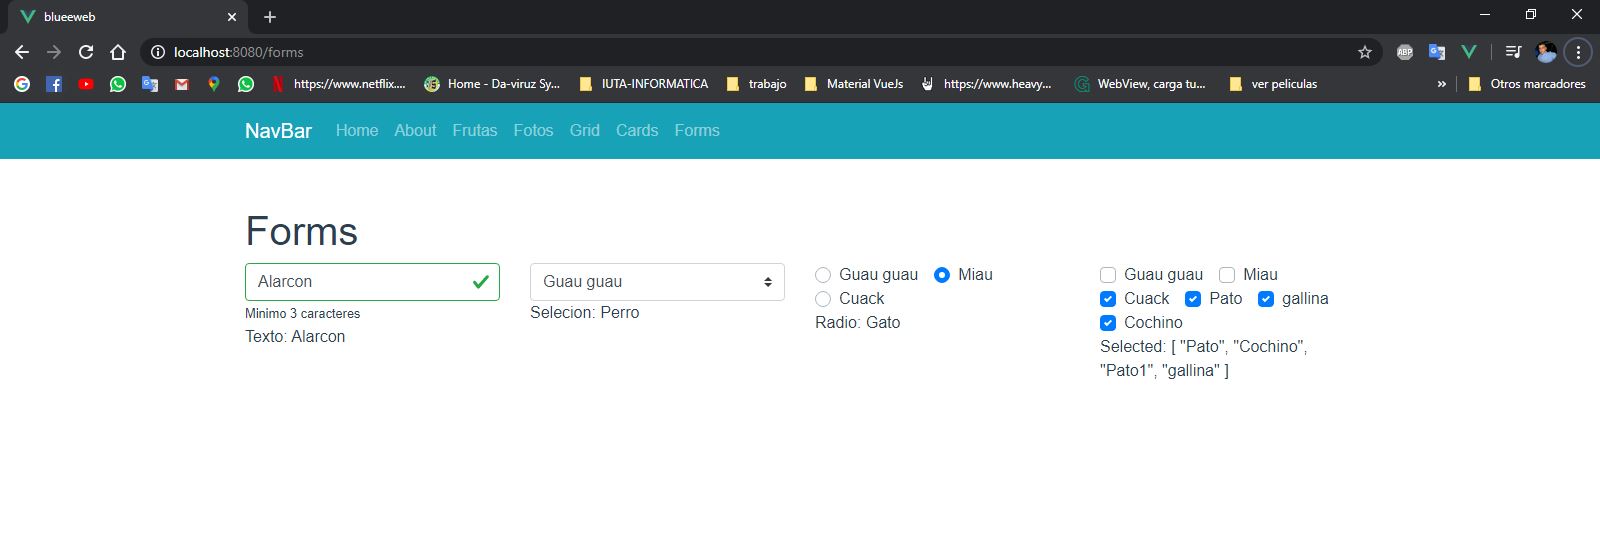 blueeweb
localhost:8080/forms
https://www.netflix.... Home - Da-viruz Sy... IUTA-INFORMATICA trabajo Material VueJs https://www.heavy... WebView, carga tu... ver peliculas » Otros marcadores
NavBar Home About Frutas Fotos Grid Cards Forms
Forms
Alarcon
Minimo 3 caracteres
Texto: Alarcon
Guau guau
Selecion: Perro
Guau guau Miau
Cuack
Radio: Gato
Guau guau Miau
Cuack Pato gallina
Cochino
Selected: [ "Pato", "Cochino",
"Pato1", "gallina" ]
ABP